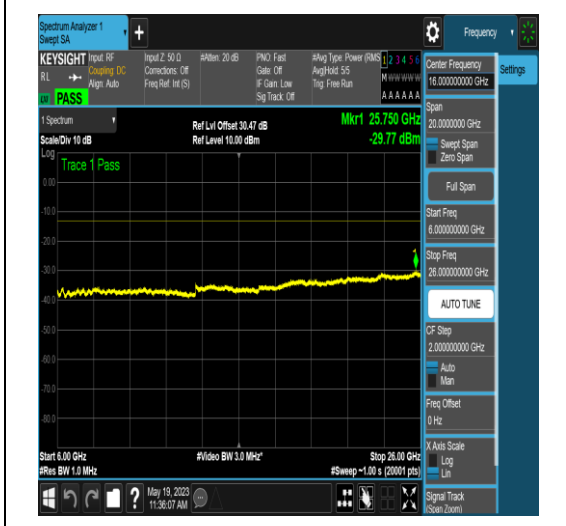 Spectrum Analyzer 1
Swept SA
Frequency
KEYSIGHT
Input: RF
Coupling: DC
Align: Auto
Input Z: 50 Ω
Corrections: Off
Freq Ref: Int (S)
#Atten: 20 dB
PNO: Fast
Gate: Off
IF Gain: Low
Sig Track: Off
#Avg Type: Power (RMS
Avg|Hold: 5/5
Trig: Free Run
1 2 3 4 5 6
M W W W W W
A A A A A A
R L
PASS
1 Spectrum
Scale/Div 10 dB
Ref Lvl Offset 30.47 dB
Ref Level 10.00 dBm
Mkr1 25.750 GHz
-29.77 dBm
Log
Trace 1 Pass
0.00
-10.0
-20.0
-30.0
-40.0
-50.0
-60.0
-70.0
-80.0
1
Start 6.00 GHz
#Res BW 1.0 MHz
#Video BW 3.0 MHz*
Stop 26.00 GHz
#Sweep ~1.00 s (20001 pts)
May 19, 2023
11:36:07 AM
Settings
Center Frequency
16.000000000 GHz
Span
20.0000000 GHz
Swept Span
Zero Span
Full Span
Start Freq
6.000000000 GHz
Stop Freq
26.000000000 GHz
AUTO TUNE
CF Step
2.000000000 GHz
Auto
Man
Freq Offset
0 Hz
X Axis Scale
Log
Lin
Signal Track
(Span Zoom)